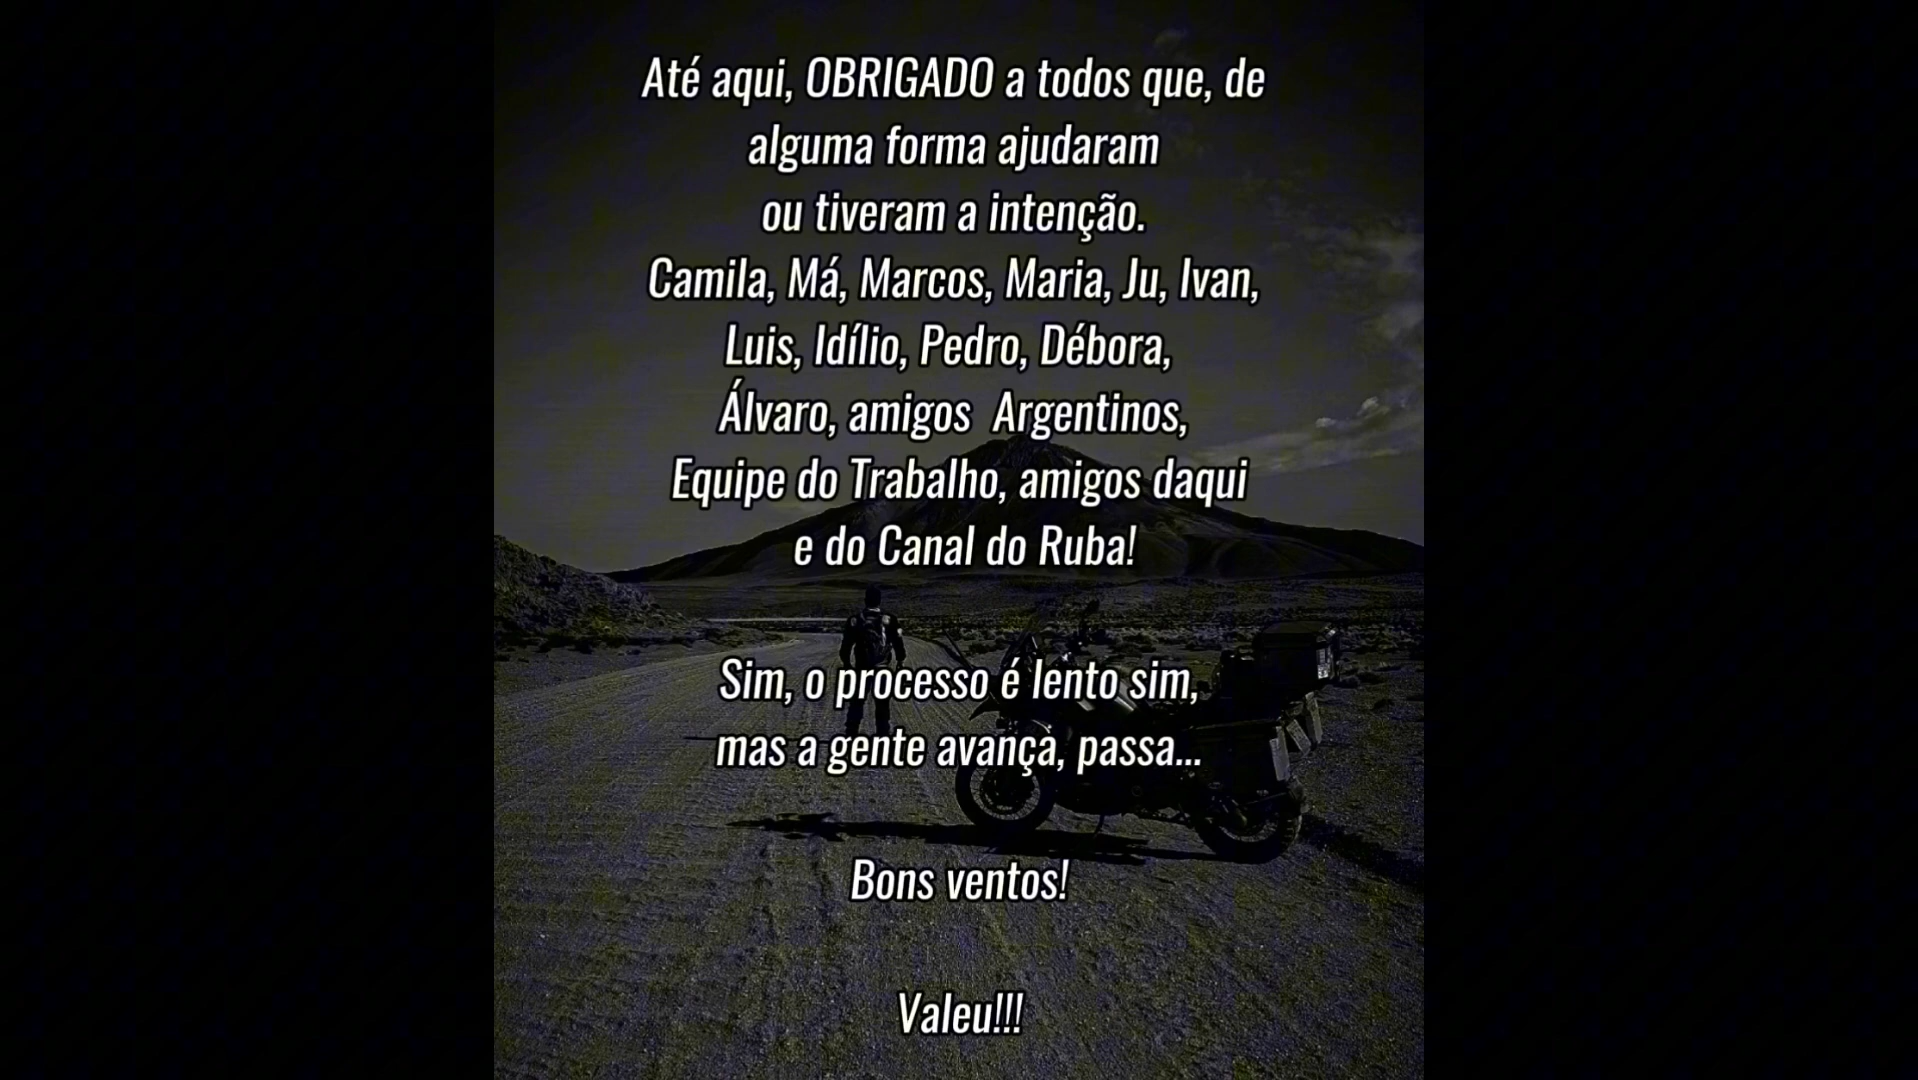 Até aqui, OBRIGADO a todos que, de
alguma forma ajudaram
ou tiveram a intenção.
Camila, Má, Marcos, Maria, Ju, Ivan,
Luis, Idílio, Pedro, Débora,
Álvaro, amigos  Argentinos,
Equipe do Trabalho, amigos daqui
e do Canal do Ruba!
Sim, o processo é lento sim,
mas a gente avança, passa...
Bons ventos!
Valeu!!!